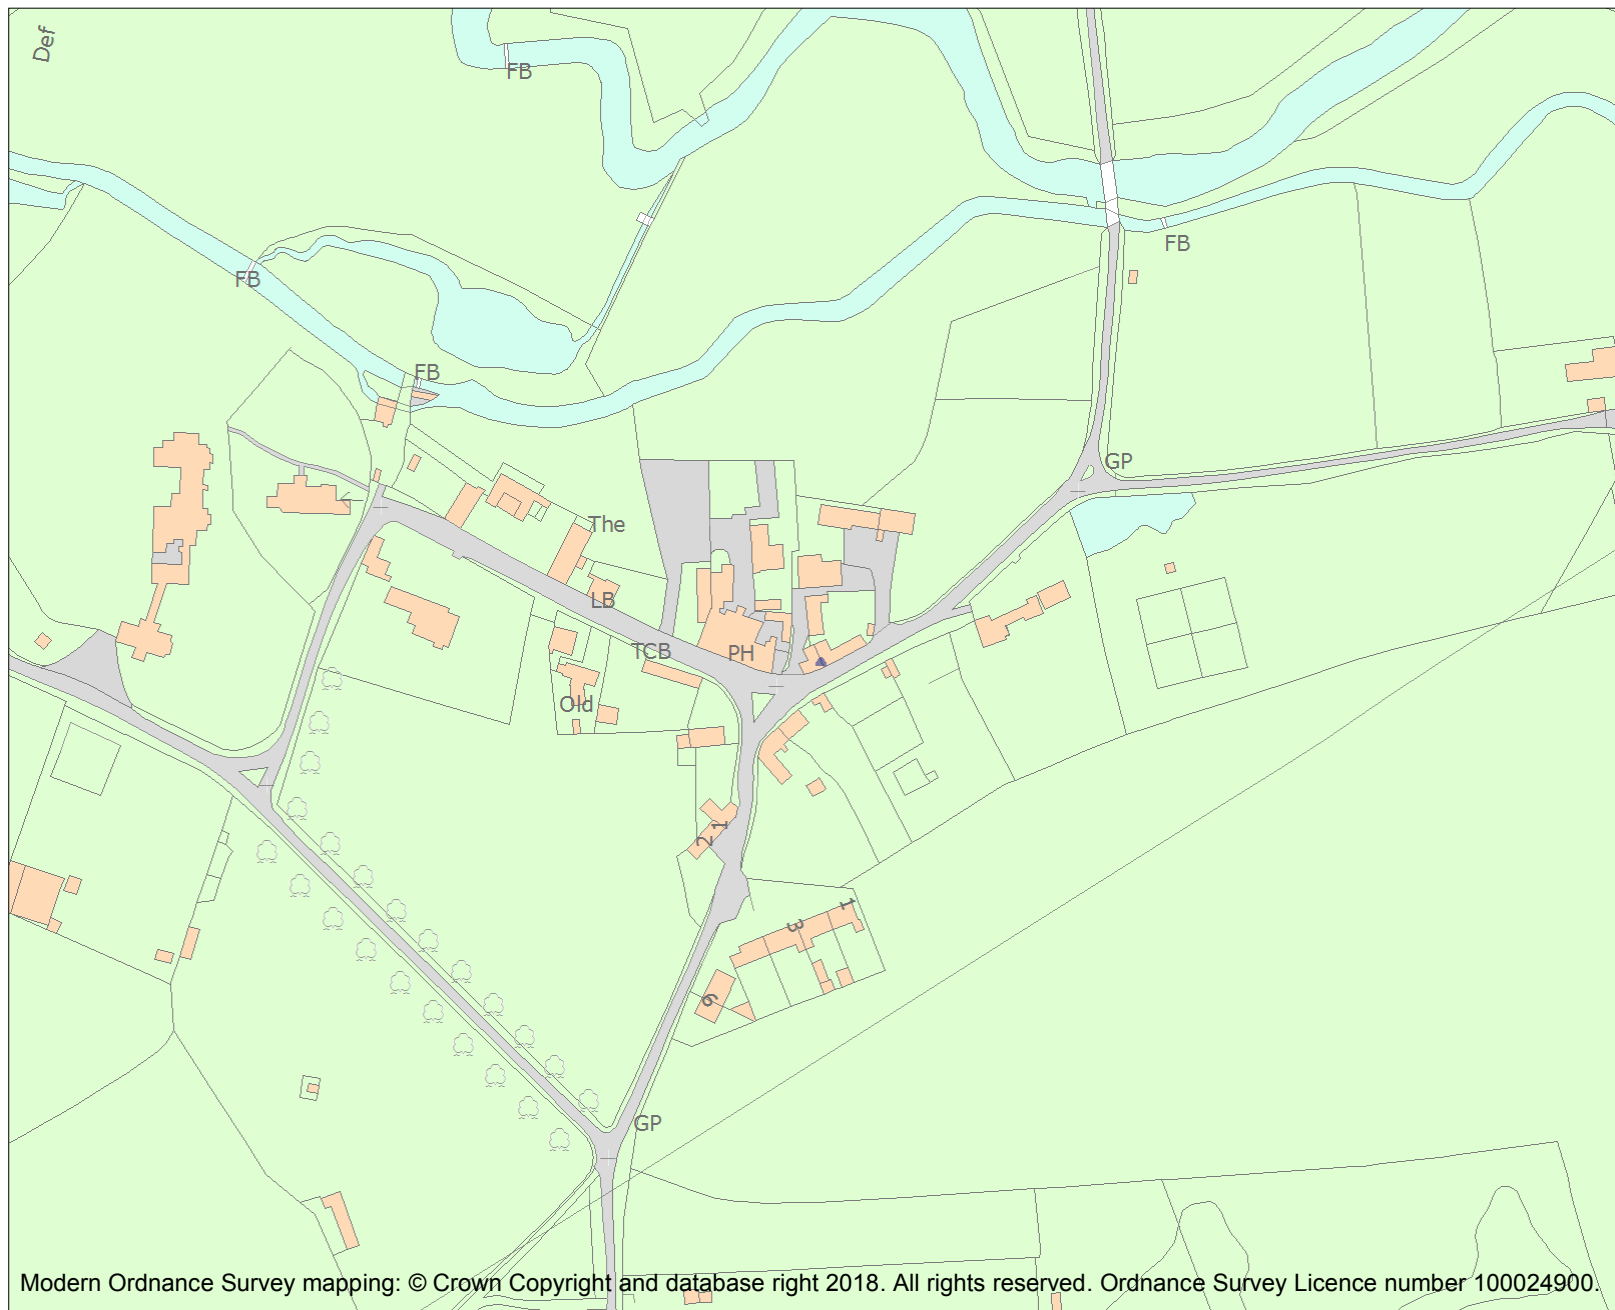 Def
FB
FB
FB
FB
GP
The
LB
TCB
PH
Old
1
2
1
3
6
GP
Modern Ordnance Survey mapping: © Crown Copyright and database right 2018. All rights reserved. Ordnance Survey Licence number 100024900.